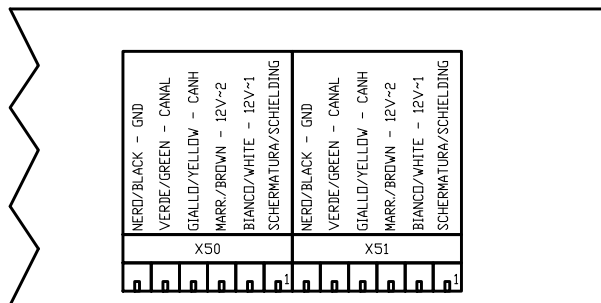 NERO/BLACK - GND
VERDE/GREEN - CANAL
GIALLO/YELLOW - CANH
MARR./BROWN - 12V~2
BIANCO/WHITE - 12V~1
SCHERMATURA/SCHIELDING
NERO/BLACK - GND
VERDE/GREEN - CANAL
GIALLO/YELLOW - CANH
MARR./BROWN - 12V~2
BIANCO/WHITE - 12V~1
SCHERMATURA/SCHIELDING
X50
X51
1
1